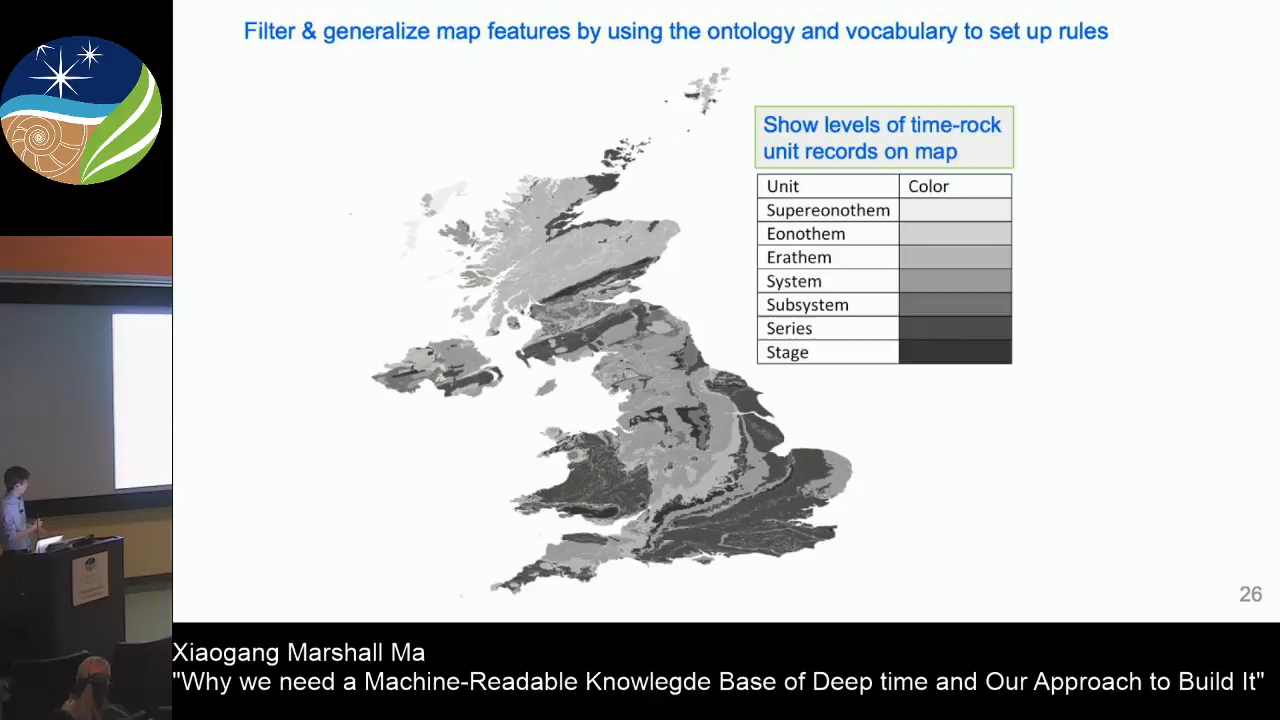 Filter & generalize map features by using the ontology and vocabulary to set up rules
Show levels of time-rock
unit records on map
Unit Color
Supereonothem
Eonothem
Erathem
System
Subsystem
Series
Stage
26
Xiaogang Marshall Ma
"Why we need a Machine-Readable Knowlegde Base of Deep time and Our Approach to Build It"